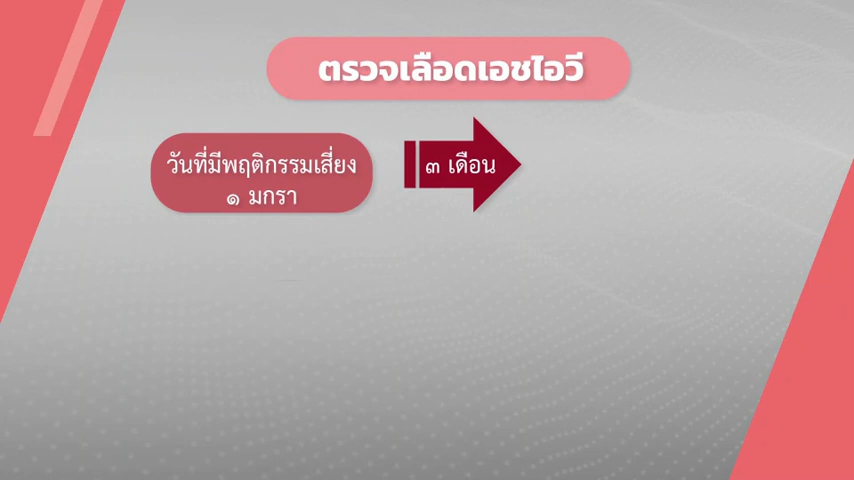 ตรวจเลือดเอชไอวี
วันที่มีพฤติกรรมเสี่ยง
๑ มกรา
๓ เดือน